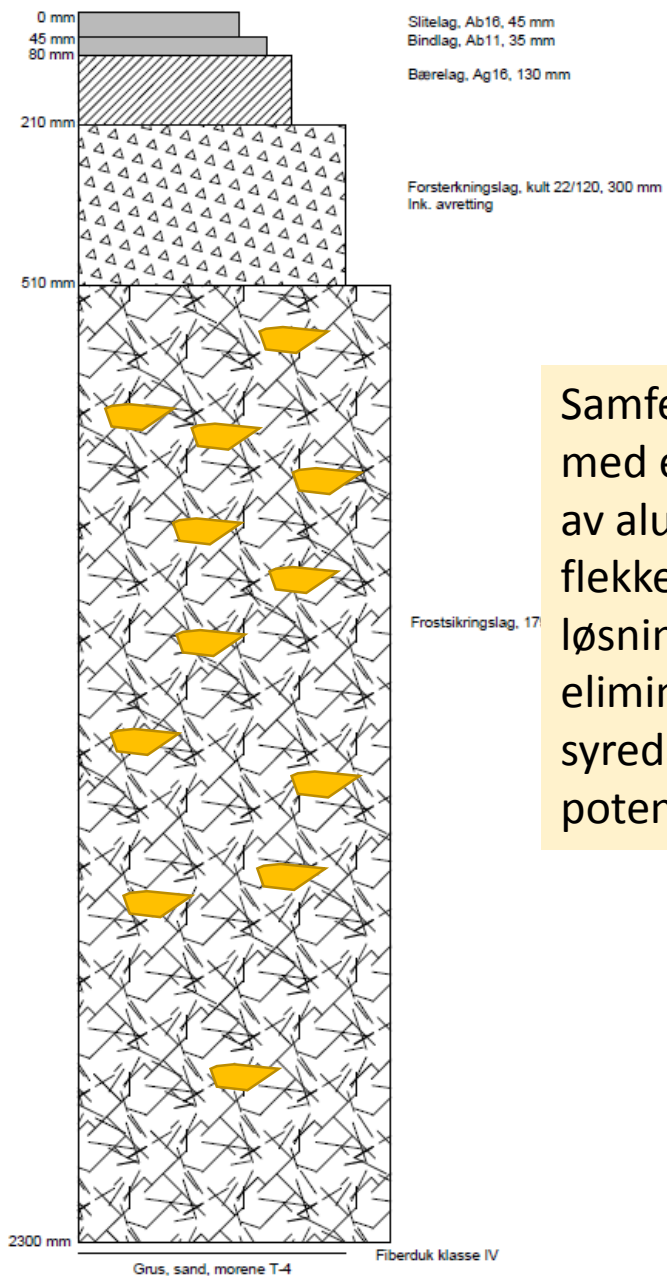 0 mm
45 mm
80 mm
210 mm
510 mm
2300 mm
Slitelag, Ab16, 45 mm
Bindlag, Ab11, 35 mm
Bærelag, Ag16, 130 mm
Forsterkningslag, kult 22/120, 300 mm
Ink. avretting
Frostsikringslag, 17
Samfe
med e
av alu
flekke
løsnin
elimin
syred
poten
Fiberduk klasse IV
Grus, sand, morene T-4